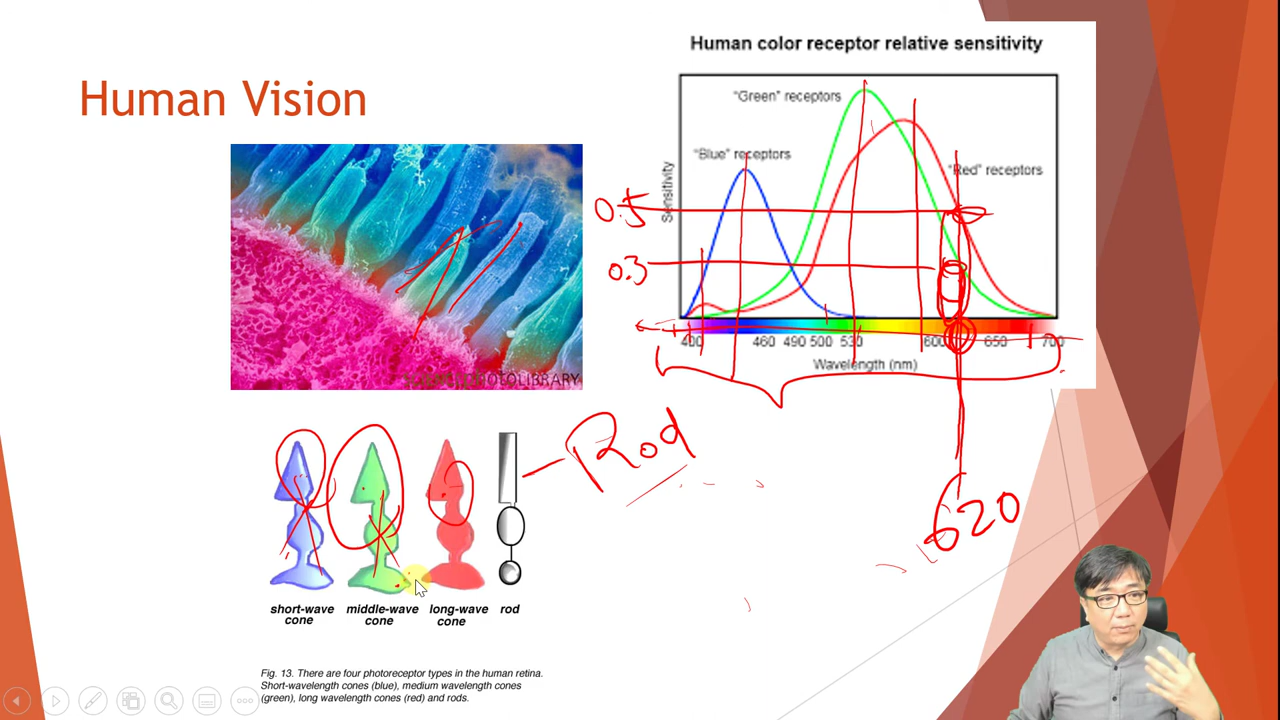 Human Vision
Human color receptor relative sensitivity
"Green" receptors
"Blue" receptors
"Red" receptors
Sensitivity
0.5
0.3
400 460 490 500 530 600 650 700
Wavelength (nm)
Rod
620
short-wave
cone
middle-wave
cone
long-wave
cone
rod
Fig. 13. There are four photoreceptor types in the human retina.
Short-wavelength cones (blue), medium wavelength cones
(green), long wavelength cones (red) and rods.